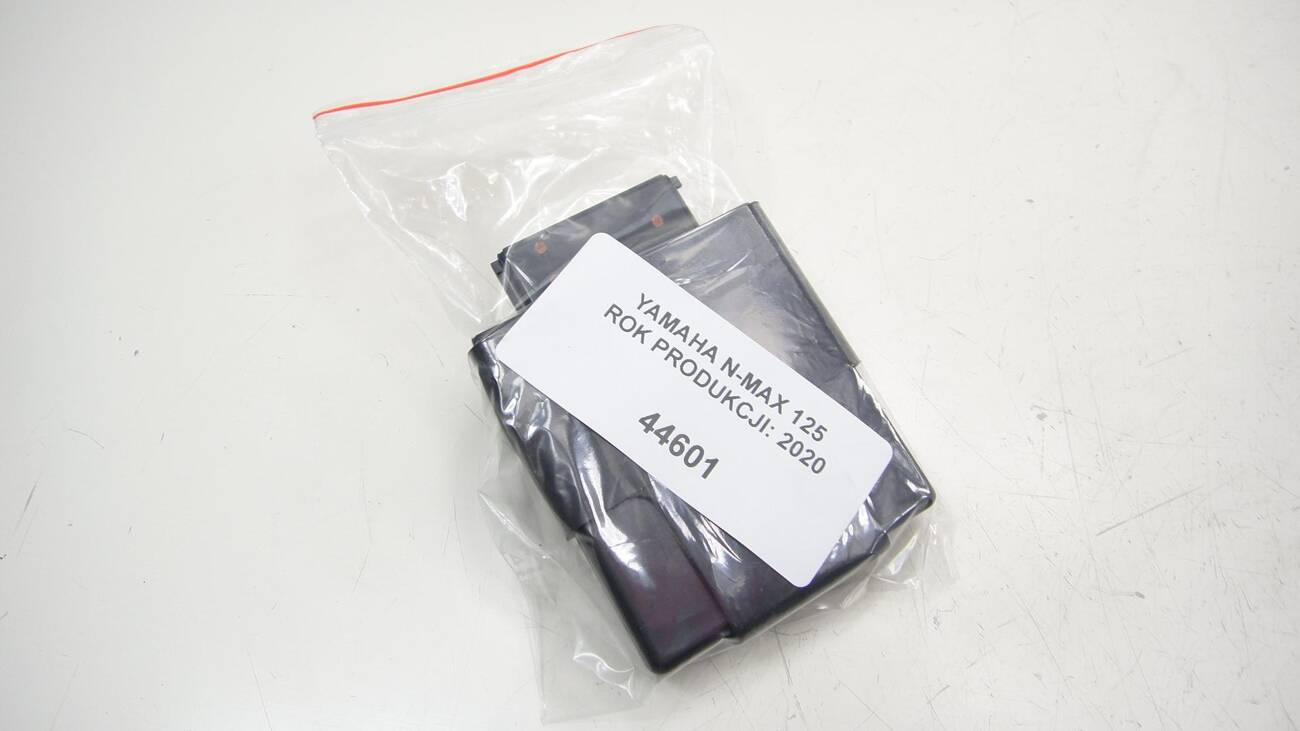 YAMAHA N-MAX 125
ROK PRODUKCJI: 2020
44601